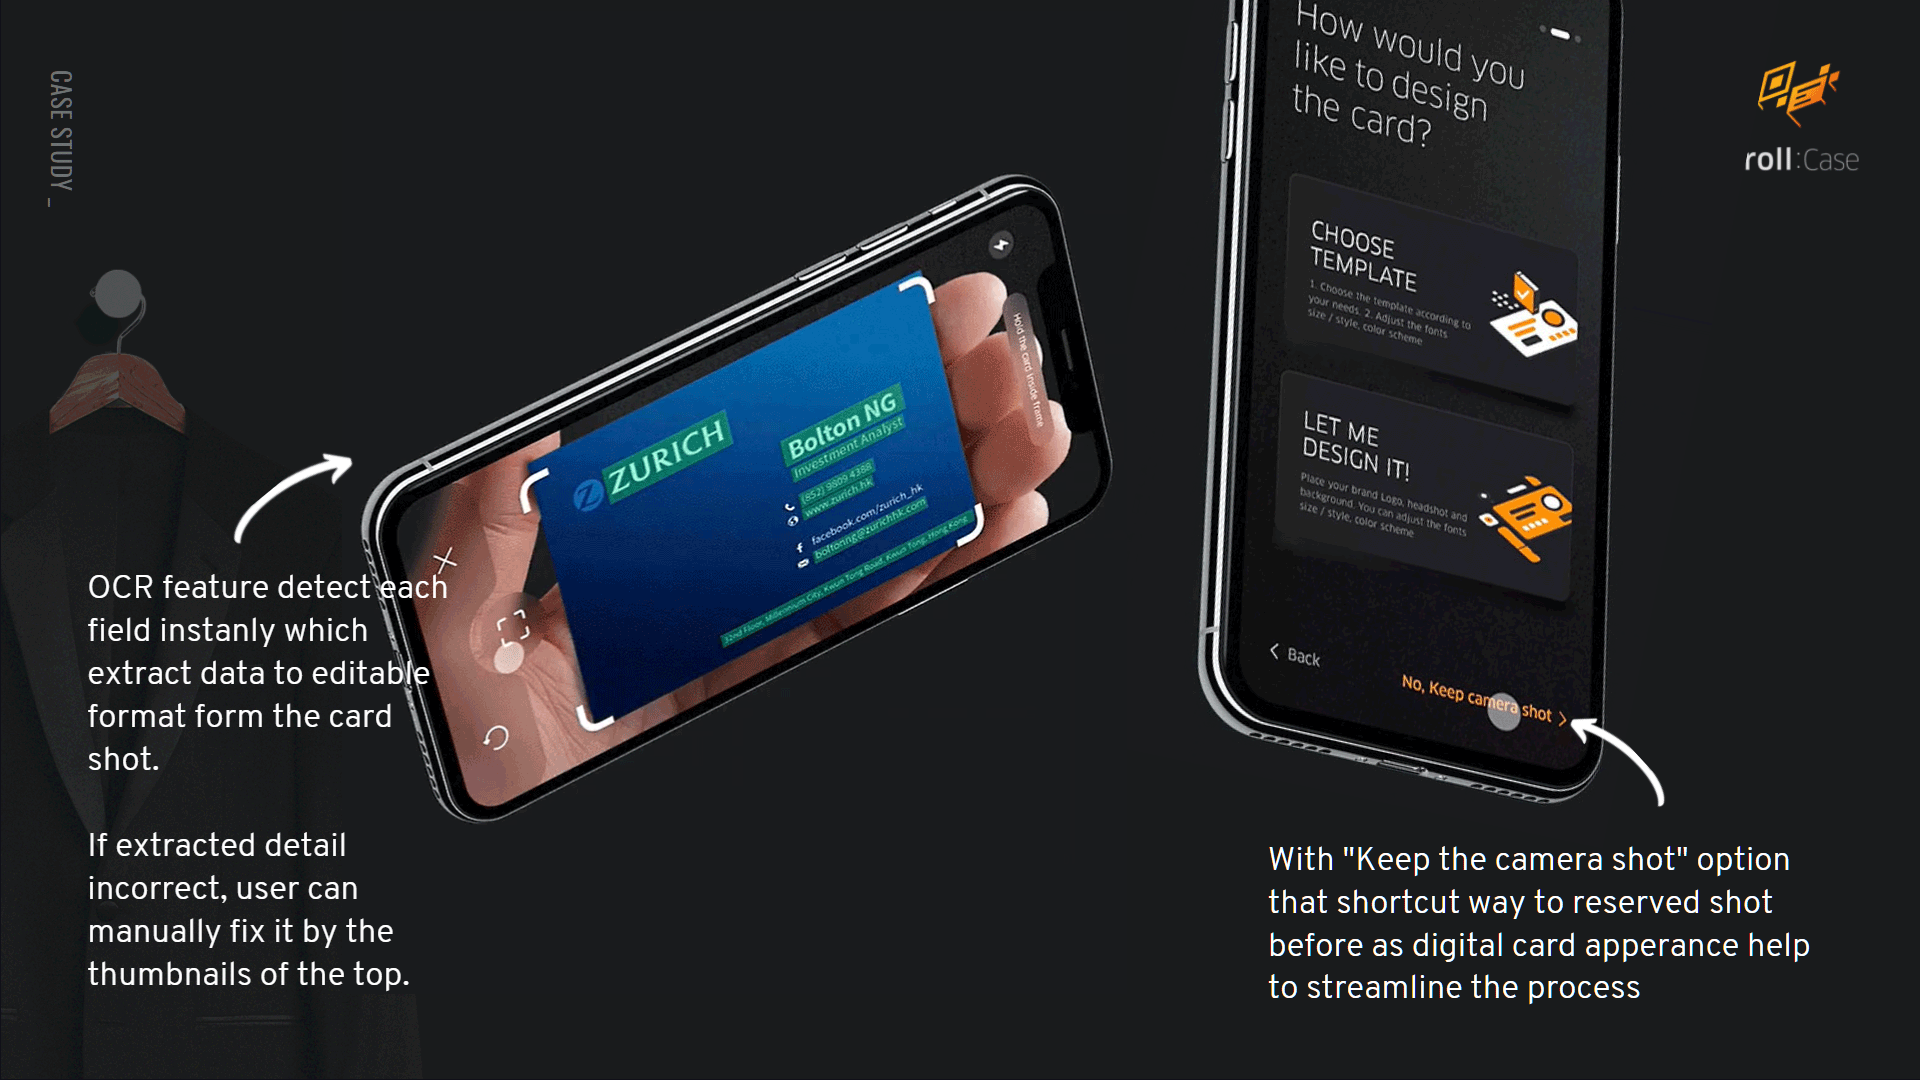 CASE STUDY _
roll:Case
How would you
like to design
the card?
CHOOSE
TEMPLATE
1. Choose the template according to
your needs. 2. Adjust the fonts
size / style, color scheme
LET ME
DESIGN IT!
Place your brand Logo, headshot and
background. You can adjust the fonts
size / style, color scheme
Back
No, Keep camera shot
Hold the card inside frame
ZURICH
Bolton NG
Investment Analyst
(852) 9809 4388
www.zurich.hk
facebook.com/zurich_hk
boltonng@zurichhk.com
32nd Floor, Millennium City, Kwun Tong Road, Kwun Tong, Hong Kong
OCR feature detect each
field instanly which
extract data to editable
format form the card
shot.
If extracted detail
incorrect, user can
manually fix it by the
thumbnails of the top.
With "Keep the camera shot" option
that shortcut way to reserved shot
before as digital card apperance help
to streamline the process